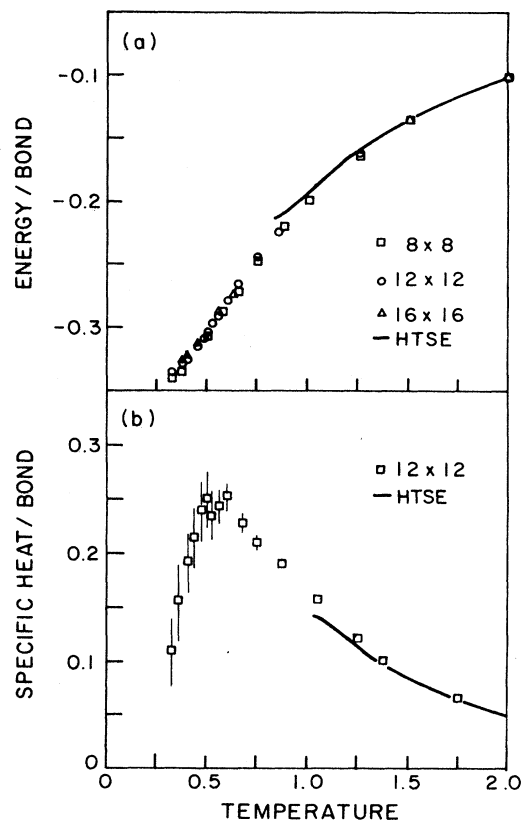 (a)
-0.1
-0.2
-0.3
ENERGY / BOND
8 x 8
12 x 12
16 x 16
HTSE
(b)
0.3
0.2
0.1
0
SPECIFIC HEAT/ BOND
12 x 12
HTSE
0 0.5 1.0 1.5 2.0
TEMPERATURE